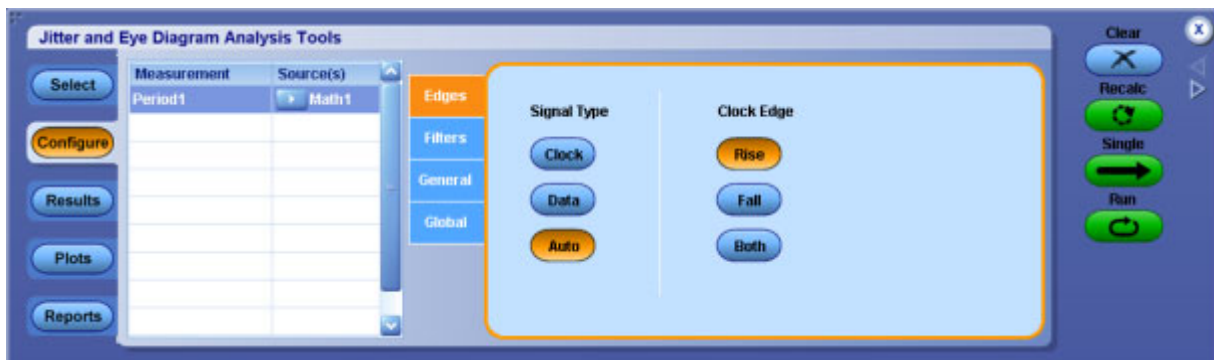 Jitter and Eye Diagram Analysis Tools
Select
Configure
Results
Plots
Reports
Measurement Source(s)
Period1 Math1
Edges
Filters
General
Global
Signal Type
Clock
Data
Auto
Clock Edge
Rise
Fall
Both
Clear
X
Recalc
Single
Run